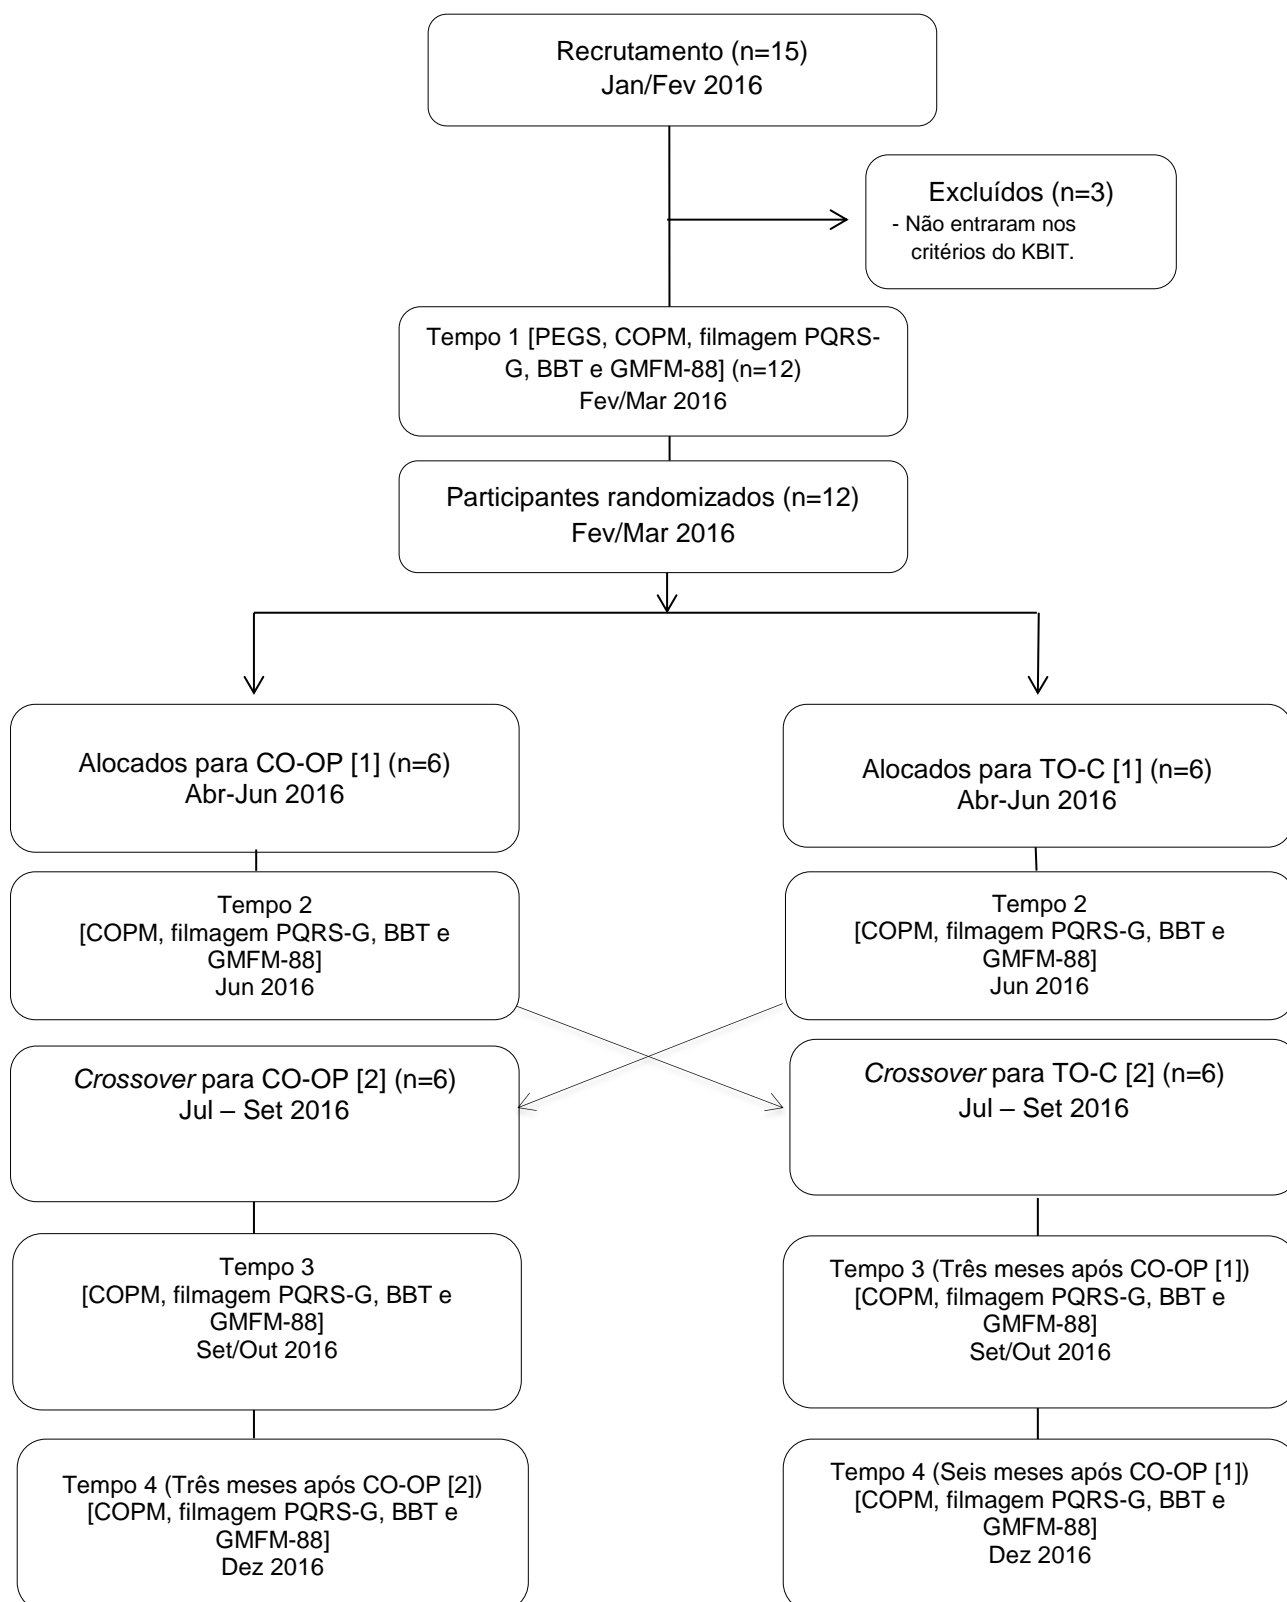 Recrutamento (n=15)
Jan/Fev 2016
Excluídos (n=3)
- Não entraram nos
critérios do KBIT.
Tempo 1 [PEGS, COPM, filmagem PQRS-
G, BBT e GMFM-88] (n=12)
Fev/Mar 2016
Participantes randomizados (n=12)
Fev/Mar 2016
Alocados para CO-OP [1] (n=6)
Abr-Jun 2016
Alocados para TO-C [1] (n=6)
Abr-Jun 2016
Tempo 2
[COPM, filmagem PQRS-G, BBT e
GMFM-88]
Jun 2016
Tempo 2
[COPM, filmagem PQRS-G, BBT e
GMFM-88]
Jun 2016
Crossover para CO-OP [2] (n=6)
Jul – Set 2016
Crossover para TO-C [2] (n=6)
Jul – Set 2016
Tempo 3
[COPM, filmagem PQRS-G, BBT e
GMFM-88]
Set/Out 2016
Tempo 3 (Três meses após CO-OP [1])
[COPM, filmagem PQRS-G, BBT e
GMFM-88]
Set/Out 2016
Tempo 4 (Três meses após CO-OP [2])
[COPM, filmagem PQRS-G, BBT e
GMFM-88]
Dez 2016
Tempo 4 (Seis meses após CO-OP [1])
[COPM, filmagem PQRS-G, BBT e
GMFM-88]
Dez 2016